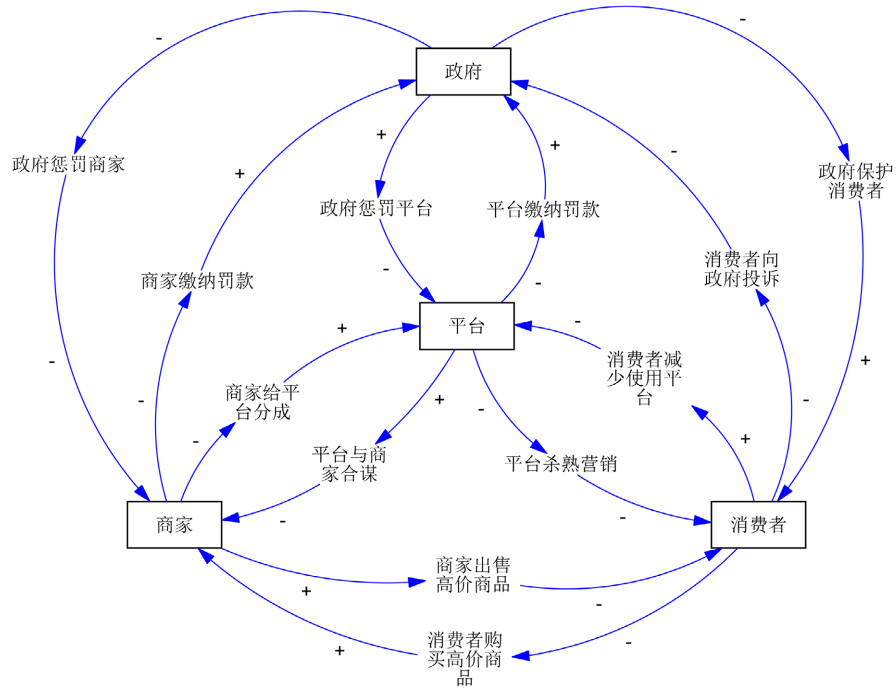 政府
政府惩罚商家
政府保护
消费者
政府惩罚平台
平台缴纳罚款
商家缴纳罚款
消费者向
政府投诉
平台
商家给平
台分成
消费者减
少使用平
台
平台与商
家合谋
平台杀熟营销
商家
消费者
商家出售
高价商品
消费者购
买高价商
品
-
-
+
-
+
+
-
-
-
+
-
-
+
-
-
+
-
-
+
-
-
+
-
+
-